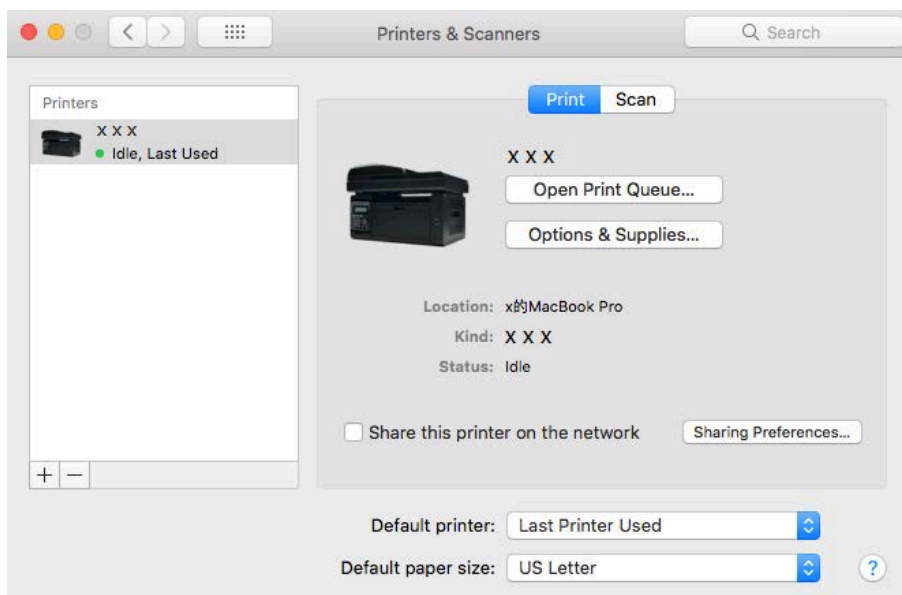 Printers & Scanners
Search
Printers
X X X
Idle, Last Used
Print Scan
X X X
Open Print Queue...
Options & Supplies...
Location: x的MacBook Pro
Kind: X X X
Status: Idle
Share this printer on the network
Sharing Preferences...
+ −
Default printer: Last Printer Used
Default paper size: US Letter
?